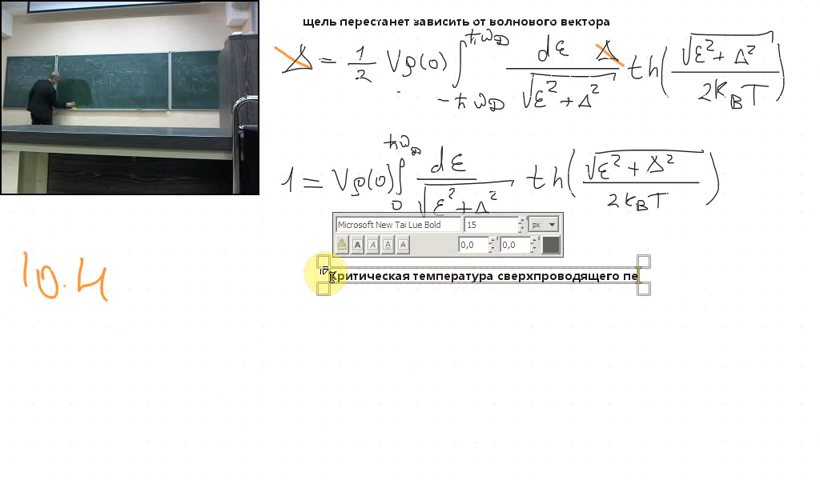 щель перестанет зависить от волнового вектора
Δ = 1/2 Vρ(0) ∫_{-ħω_D}^{ħω_D} dε Δ / √(ε² + Δ²) th( √(ε² + Δ²) / 2K_BT )
1 = Vρ(0) ∫_0^{ħω_D} dε / √(ε² + Δ²) th( √(ε² + Δ²) / 2k_BT )
Microsoft New Tai Lue Bold 15 px
A A A A 0,0 0,0
Критическая температура сверхпроводящего пе
10.4